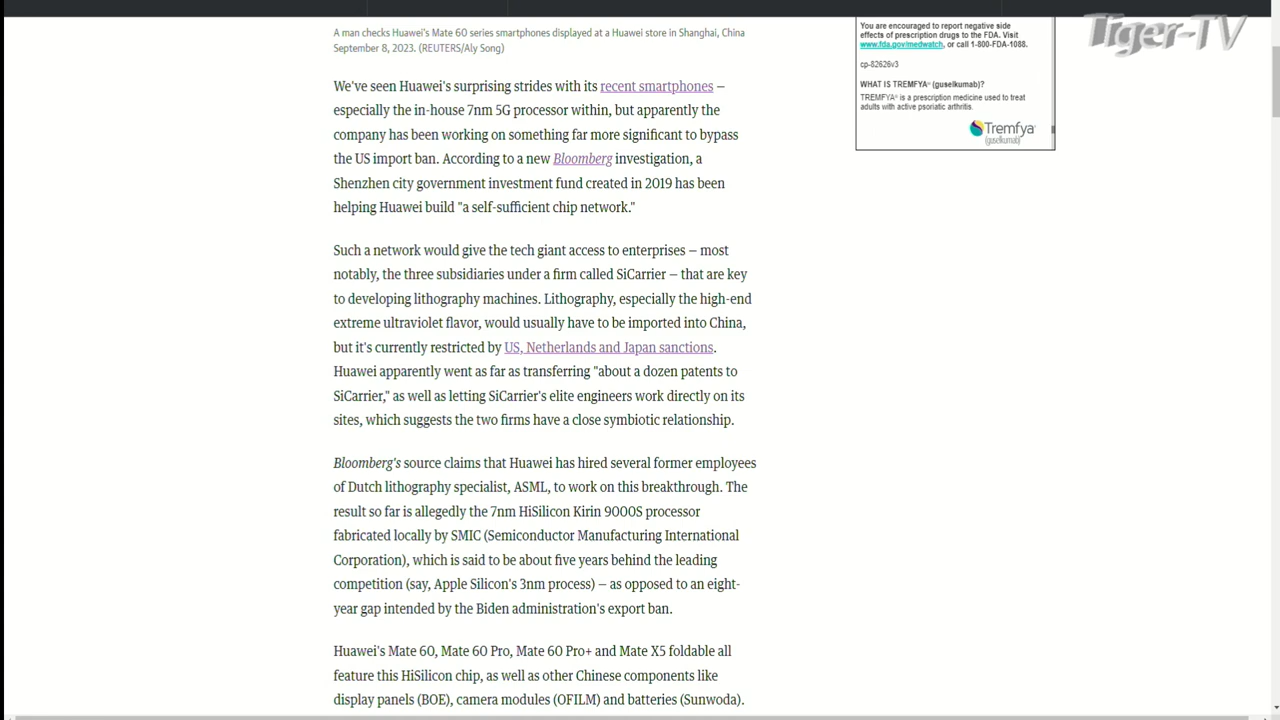 Tiger-TV
A man checks Huawei's Mate 60 series smartphones displayed at a Huawei store in Shanghai, China
September 8, 2023. (REUTERS/Aly Song)
We've seen Huawei's surprising strides with its recent smartphones —
especially the in-house 7nm 5G processor within, but apparently the
company has been working on something far more significant to bypass
the US import ban. According to a new Bloomberg investigation, a
Shenzhen city government investment fund created in 2019 has been
helping Huawei build "a self-sufficient chip network."
Such a network would give the tech giant access to enterprises — most
notably, the three subsidiaries under a firm called SiCarrier — that are key
to developing lithography machines. Lithography, especially the high-end
extreme ultraviolet flavor, would usually have to be imported into China,
but it's currently restricted by US, Netherlands and Japan sanctions.
Huawei apparently went as far as transferring "about a dozen patents to
SiCarrier," as well as letting SiCarrier's elite engineers work directly on its
sites, which suggests the two firms have a close symbiotic relationship.
Bloomberg's source claims that Huawei has hired several former employees
of Dutch lithography specialist, ASML, to work on this breakthrough. The
result so far is allegedly the 7nm HiSilicon Kirin 9000S processor
fabricated locally by SMIC (Semiconductor Manufacturing International
Corporation), which is said to be about five years behind the leading
competition (say, Apple Silicon's 3nm process) — as opposed to an eight-
year gap intended by the Biden administration's export ban.
Huawei's Mate 60, Mate 60 Pro, Mate 60 Pro+ and Mate X5 foldable all
feature this HiSilicon chip, as well as other Chinese components like
display panels (BOE), camera modules (OFILM) and batteries (Sunwoda).
You are encouraged to report negative side
effects of prescription drugs to the FDA. Visit
www.fda.gov/medwatch, or call 1-800-FDA-1088.
cp-82626v3
WHAT IS TREMFYA® (guselkumab)?
TREMFYA® is a prescription medicine used to treat
adults with active psoriatic arthritis.
Tremfya®
(guselkumab)